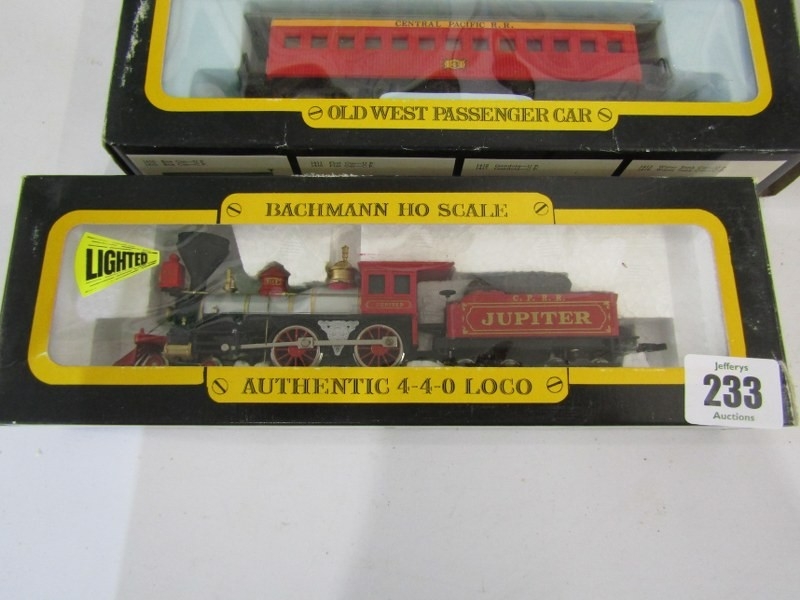 CENTRAL PACIFIC R.R.
OLD WEST PASSENGER CAR
BACHMANN HO SCALE
LIGHTED
C.P.R.R.
JUPITER
AUTHENTIC 4-4-0 LOCO
Jefferys
233
Auctions